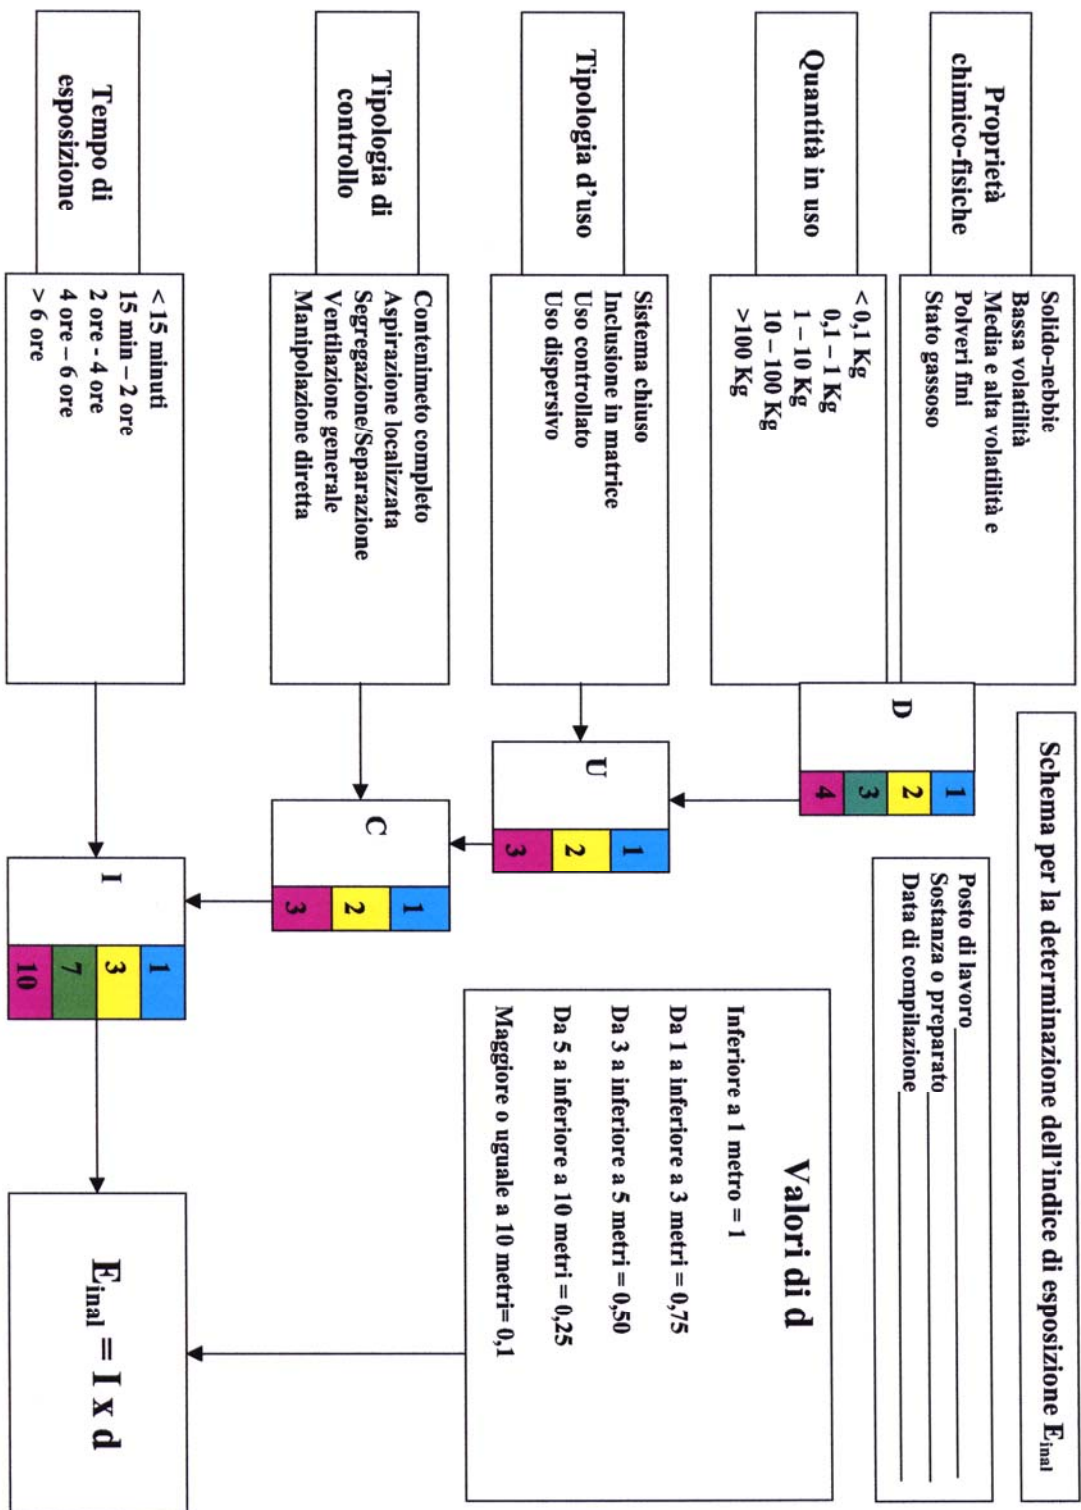 Schema per la determinazione dell'indice di esposizione E_inal
Posto di lavoro
Sostanza o preparato
Data di compilazione
Proprietà
chimico-fisiche
Solido-nebbie
Bassa volatilità
Media e alta volatilità e
Polveri fini
Stato gassoso
Quantità in uso
< 0,1 Kg
0,1 – 1 Kg
1 – 10 Kg
10 – 100 Kg
>100 Kg
D
1
2
3
4
Tipologia d'uso
Sistema chiuso
Inclusione in matrice
Uso controllato
Uso dispersivo
U
1
2
3
Tipologia di
controllo
Contenimeto completo
Aspirazione localizzata
Segregazione/Separazione
Ventilazione generale
Manipolazione diretta
C
1
2
3
Tempo di
esposizione
< 15 minuti
15 min – 2 ore
2 ore - 4 ore
4 ore – 6 ore
> 6 ore
I
1
3
7
10
Valori di d
Inferiore a 1 metro = 1
Da 1 a inferiore a 3 metri = 0,75
Da 3 a inferiore a 5 metri = 0,50
Da 5 a inferiore a 10 metri = 0,25
Maggiore o uguale a 10 metri= 0,1
E_inal = I x d